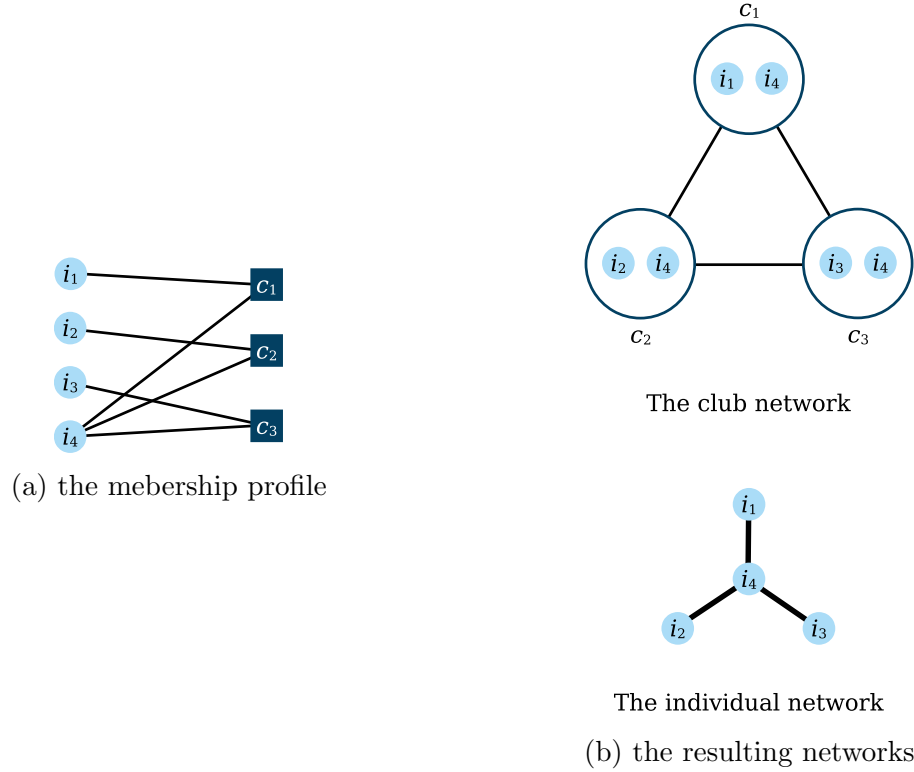 i₁
i₂
i₃
i₄
c₁
c₂
c₃
(a) the mebership profile
c₁
i₁ i₄
i₂ i₄
i₃ i₄
c₂
c₃
The club network
i₁
i₄
i₂
i₃
The individual network
(b) the resulting networks